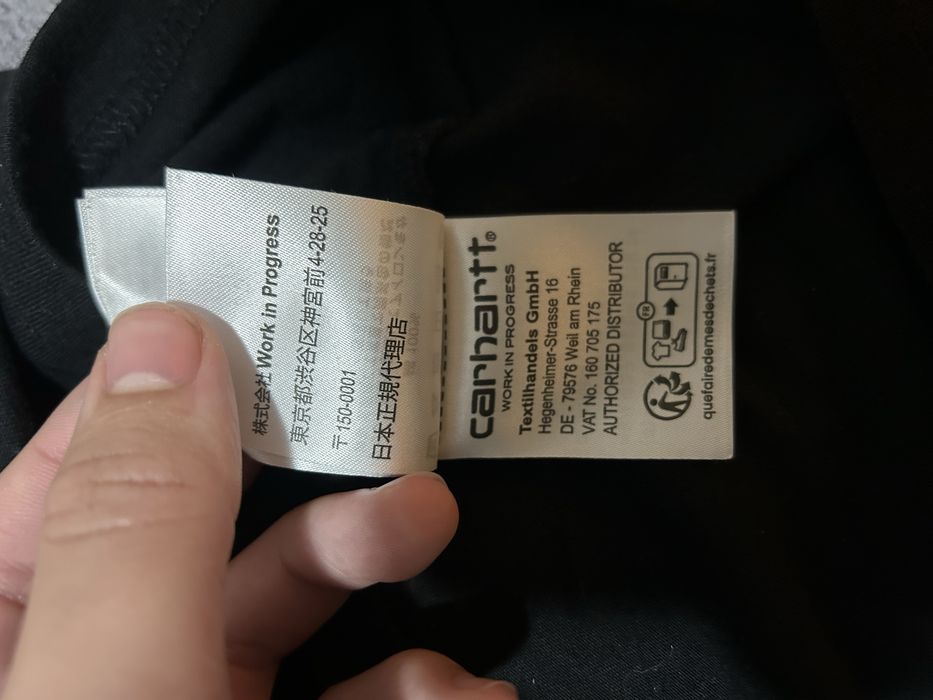 株式会社 Work in Progress
東京都渋谷区神宮前4-28-25
〒150-0001
日本正規代理店
carhartt®
WORK IN PROGRESS
Textilhandels GmbH
Hegenheimer-Strasse 16
DE - 79576 Weil am Rhein
VAT No. 160 705 175
AUTHORIZED DISTRIBUTOR
FR
quefairedemesdechets.fr